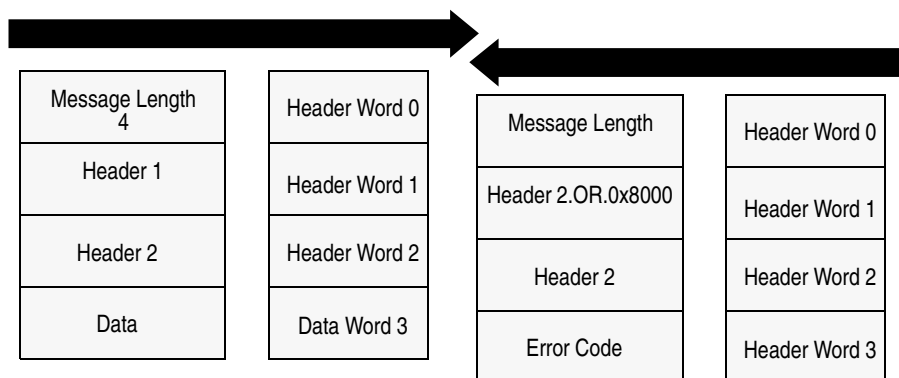 Message Length
4
Header 1
Header 2
Data
Header Word 0
Header Word 1
Header Word 2
Data Word 3
Message Length
Header 2.OR.0x8000
Header 2
Error Code
Header Word 0
Header Word 1
Header Word 2
Header Word 3